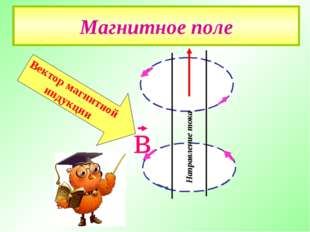 Магнитное поле
Вектор магнитной
индукции
B
Направление тока